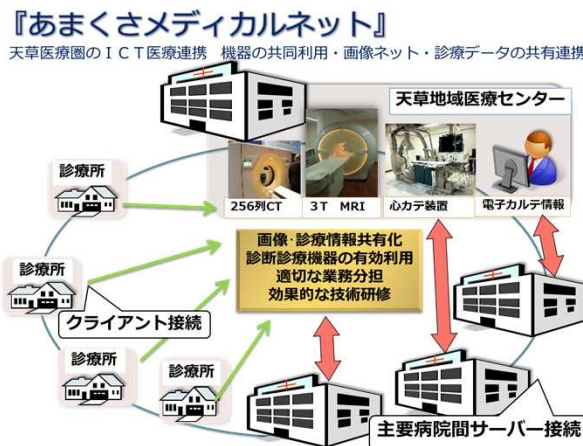 『あまくさメディカルネット』
天草医療圏のICT医療連携 機器の共同利用・画像ネット・診療データの共有連携
天草地域医療センター
256列CT
3T MRI
心カテ装置
電子カルテ情報
診療所
診療所
診療所
診療所
画像・診療情報共有化
診断診療機器の有効利用
適切な業務分担
効果的な技術研修
クライアント接続
主要病院間サーバー接続